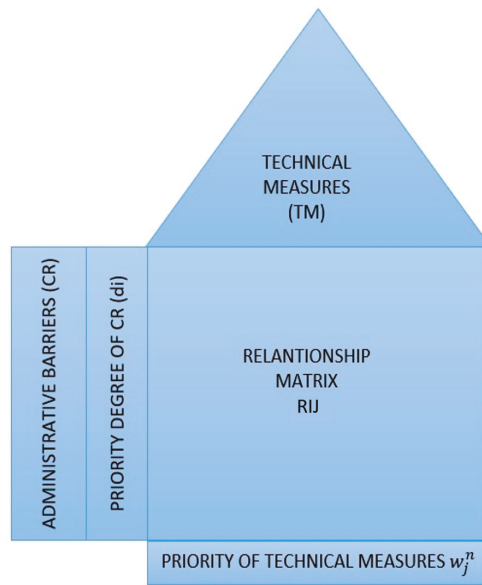 TECHNICAL
MEASURES
(TM)
ADMINISTRATIVE BARRIERS (CR)
PRIORITY DEGREE OF CR (di)
RELANTIONSHIP
MATRIX
RIJ
PRIORITY OF TECHNICAL MEASURES $w_j^n$